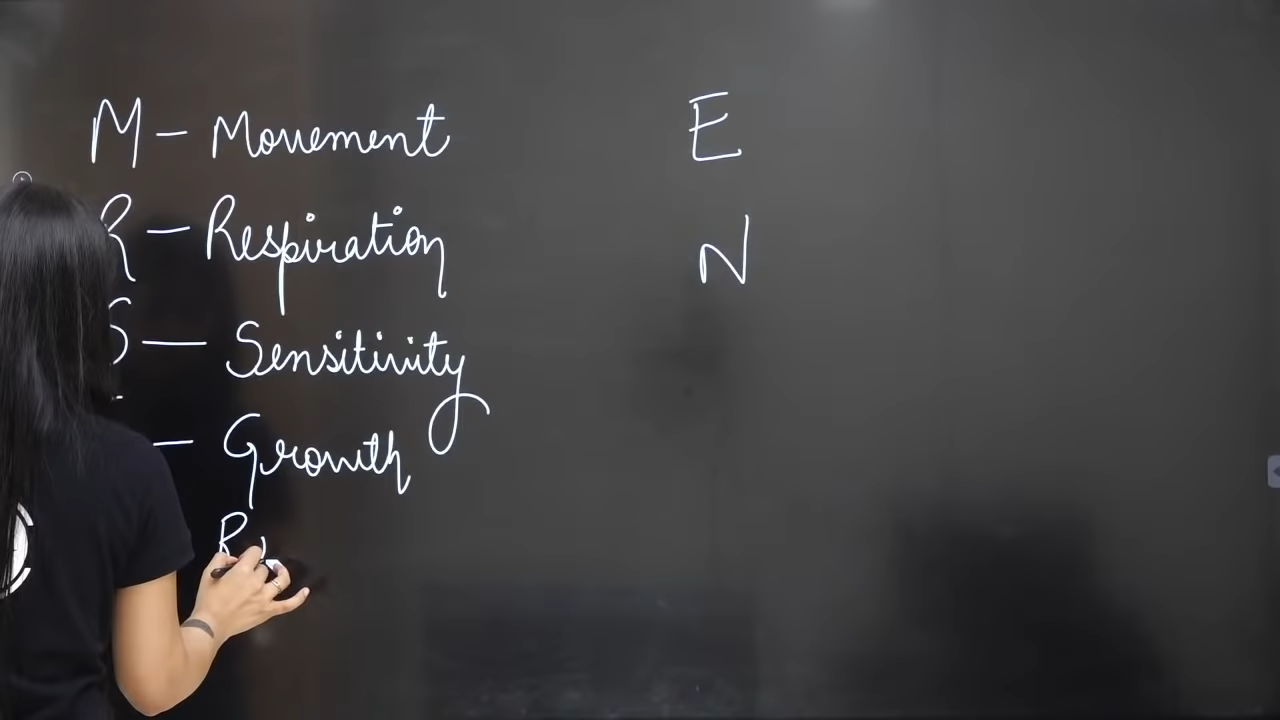 M - Movement
R - Respiration
S - Sensitivity
- Growth
R
E
N